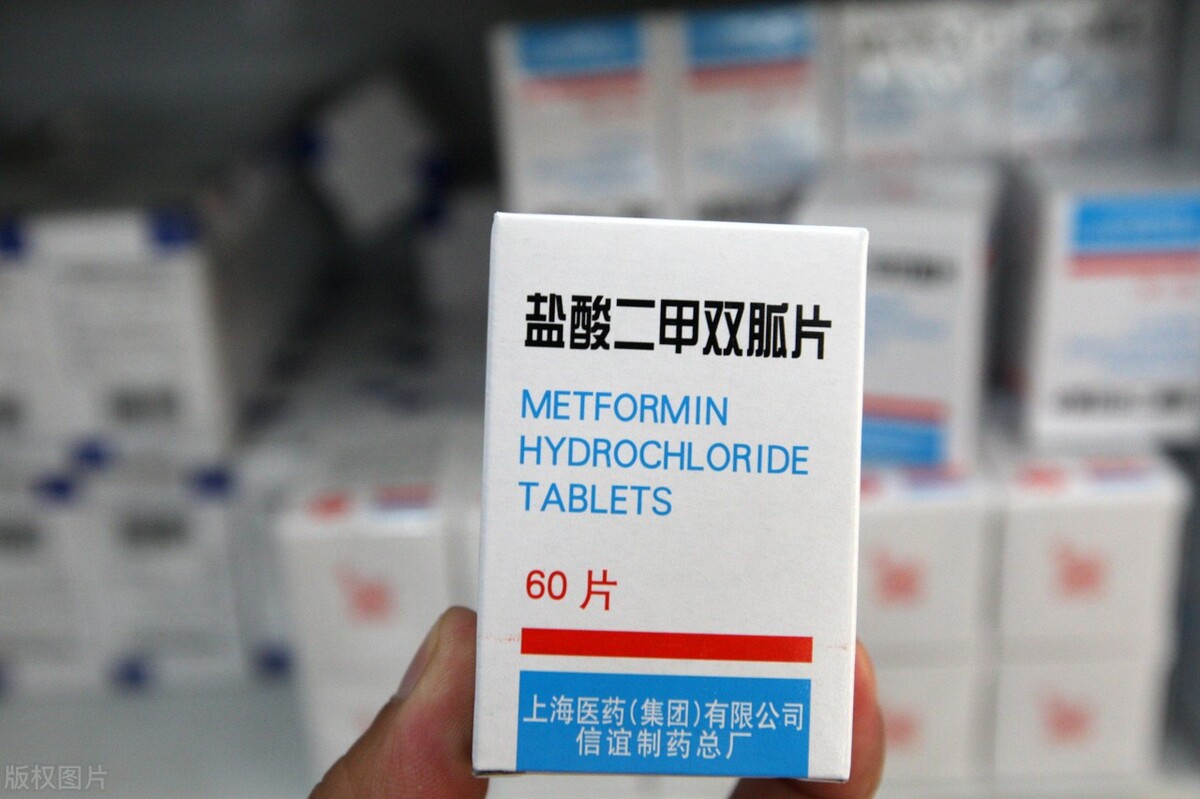 盐酸二甲双胍片
METFORMIN
HYDROCHLORIDE
TABLETS
60 片
上海医药(集团)有限公司
信谊制药总厂
版权图片